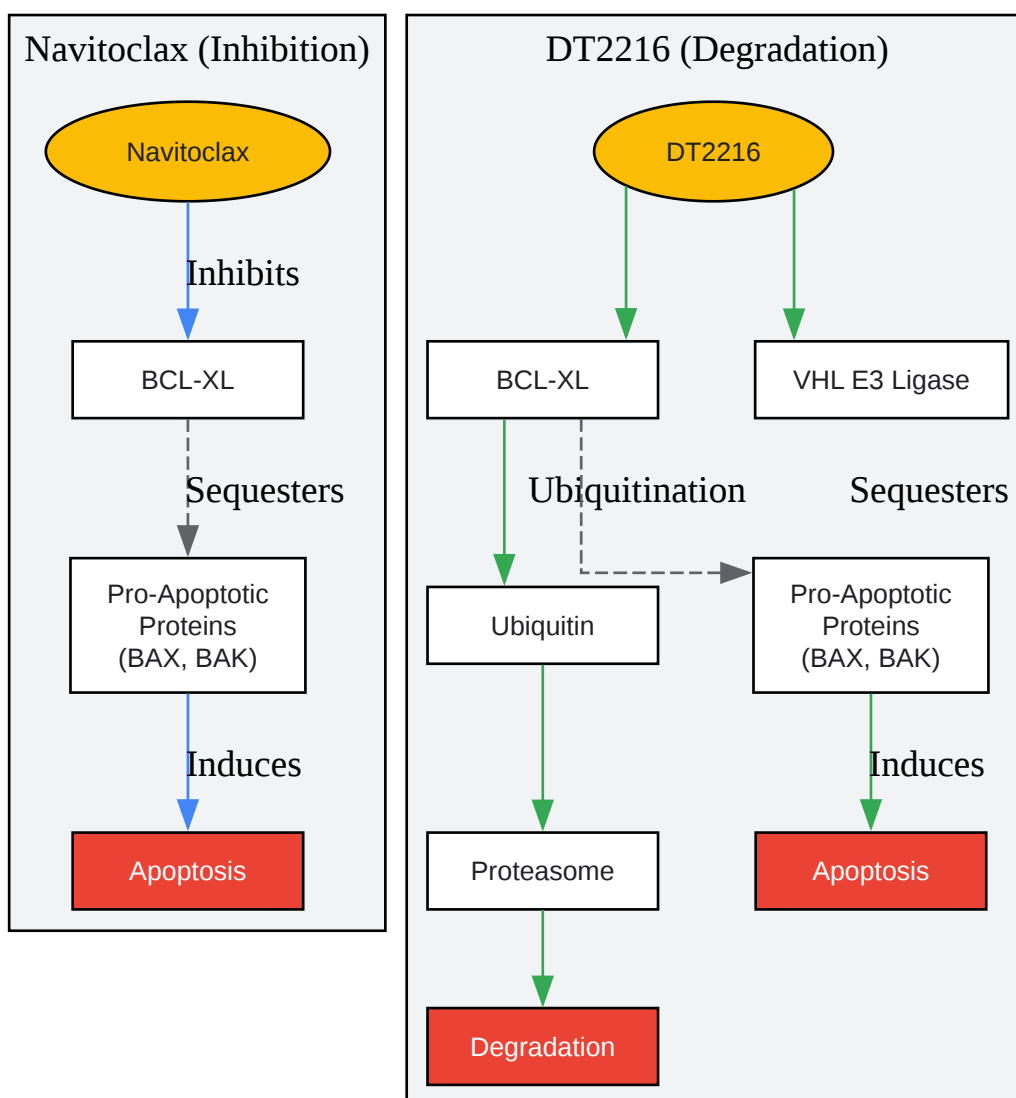 Navitoclax (Inhibition)
Navitoclax
Inhibits
BCL-XL
Sequesters
Pro-Apoptotic
Proteins
(BAX, BAK)
Induces
Apoptosis
DT2216 (Degradation)
DT2216
BCL-XL
VHL E3 Ligase
Ubiquitination
Sequesters
Ubiquitin
Pro-Apoptotic
Proteins
(BAX, BAK)
Induces
Proteasome
Apoptosis
Degradation